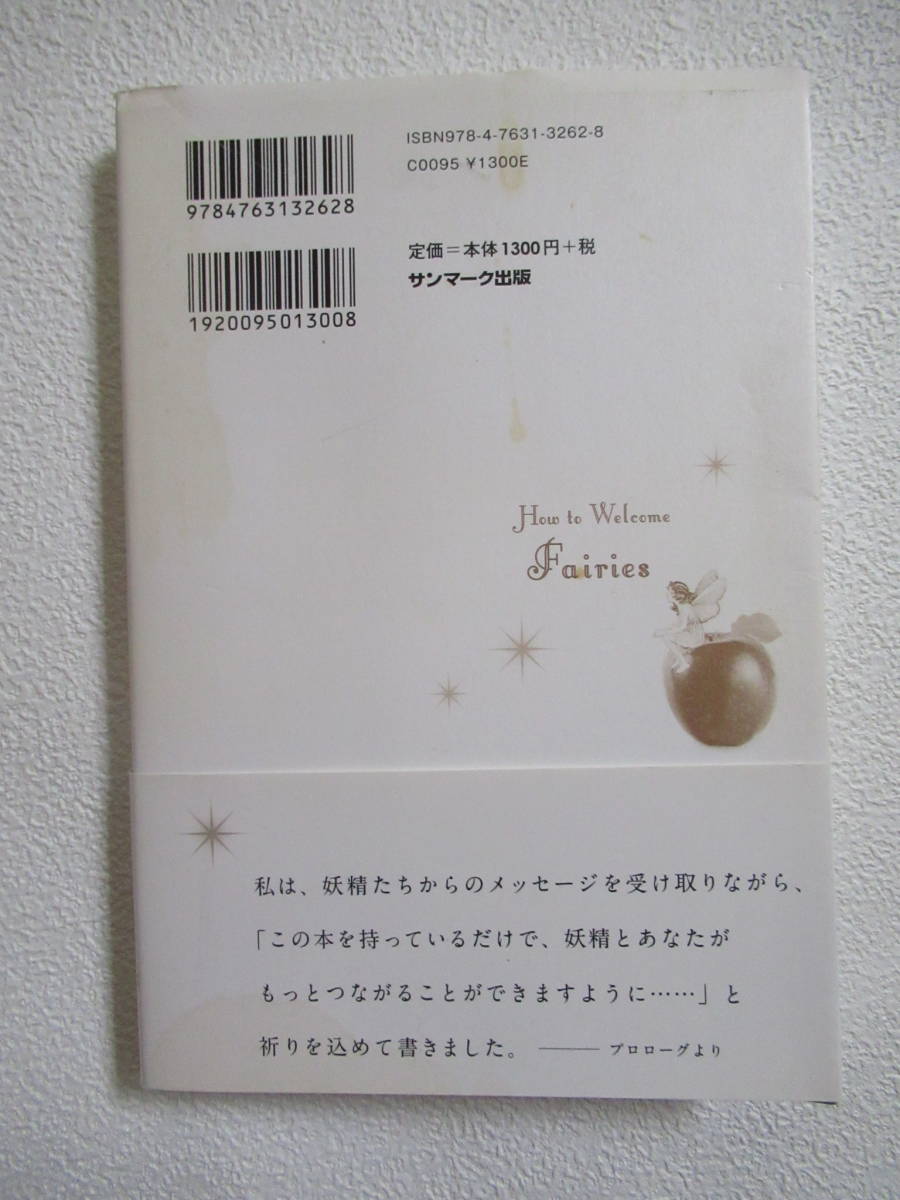 ISBN978-4-7631-3262-8
C0095 ¥1300E
9784763132628
定価=本体1300円+税
サンマーク出版
1920095013008
How to Welcome
Fairies
私は、妖精たちからのメッセージを受け取りながら、
「この本を持っているだけで、妖精とあなたが
もっとつながることができますように……」と
祈りを込めて書きました。――プロローグより